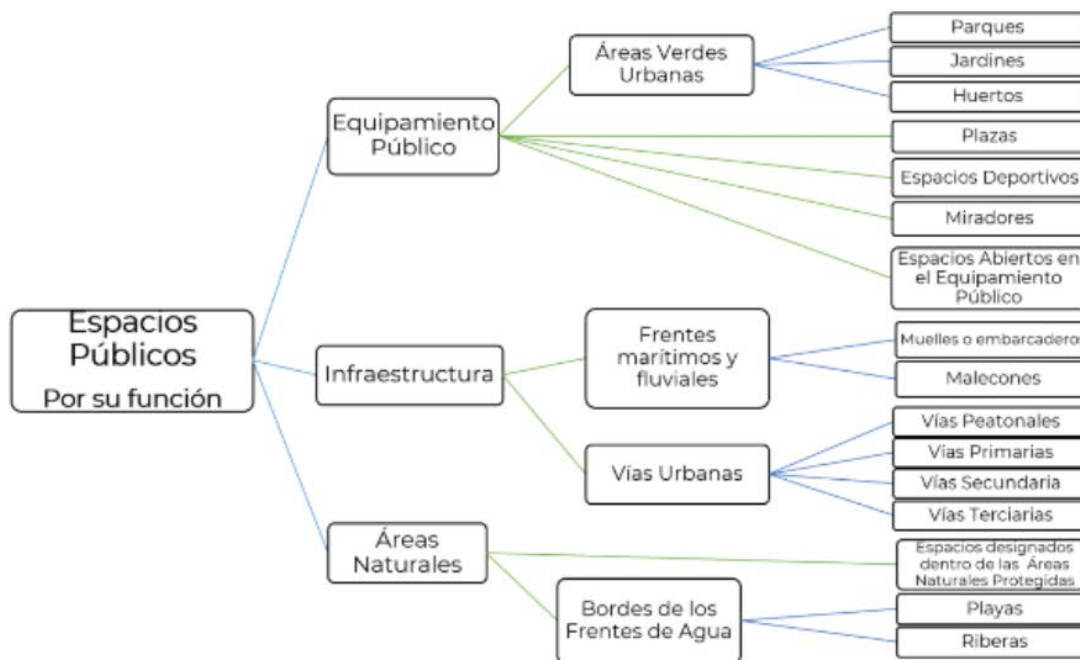 Espacios
Públicos
Por su función
Equipamiento
Público
Áreas Verdes
Urbanas
Parques
Jardines
Huertos
Plazas
Espacios Deportivos
Miradores
Espacios Abiertos en
el Equipamiento
Público
Infraestructura
Frentes
marítimos y
fluviales
Muelles o embarcaderos
Malecones
Vías Urbanas
Vías Peatonales
Vías Primarias
Vías Secundaria
Vías Terciarias
Áreas
Naturales
Espacios designados
dentro de las Áreas
Naturales Protegidas
Bordes de los
Frentes de Agua
Playas
Riberas